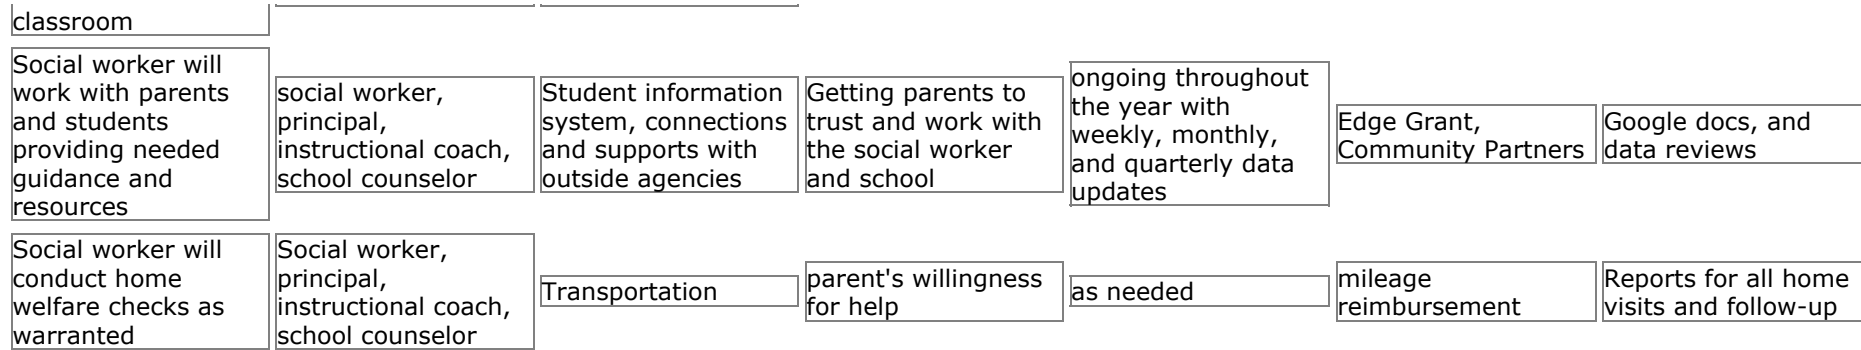 classroom
Social worker will
work with parents
and students
providing needed
guidance and
resources
social worker,
principal,
instructional coach,
school counselor
Student information
system, connections
and supports with
outside agencies
Getting parents to
trust and work with
the social worker
and school
ongoing throughout
the year with
weekly, monthly,
and quarterly data
updates
Edge Grant,
Community Partners
Google docs, and
data reviews
Social worker will
conduct home
welfare checks as
warranted
Social worker,
principal,
instructional coach,
school counselor
Transportation
parent's willingness
for help
as needed
mileage
reimbursement
Reports for all home
visits and follow-up